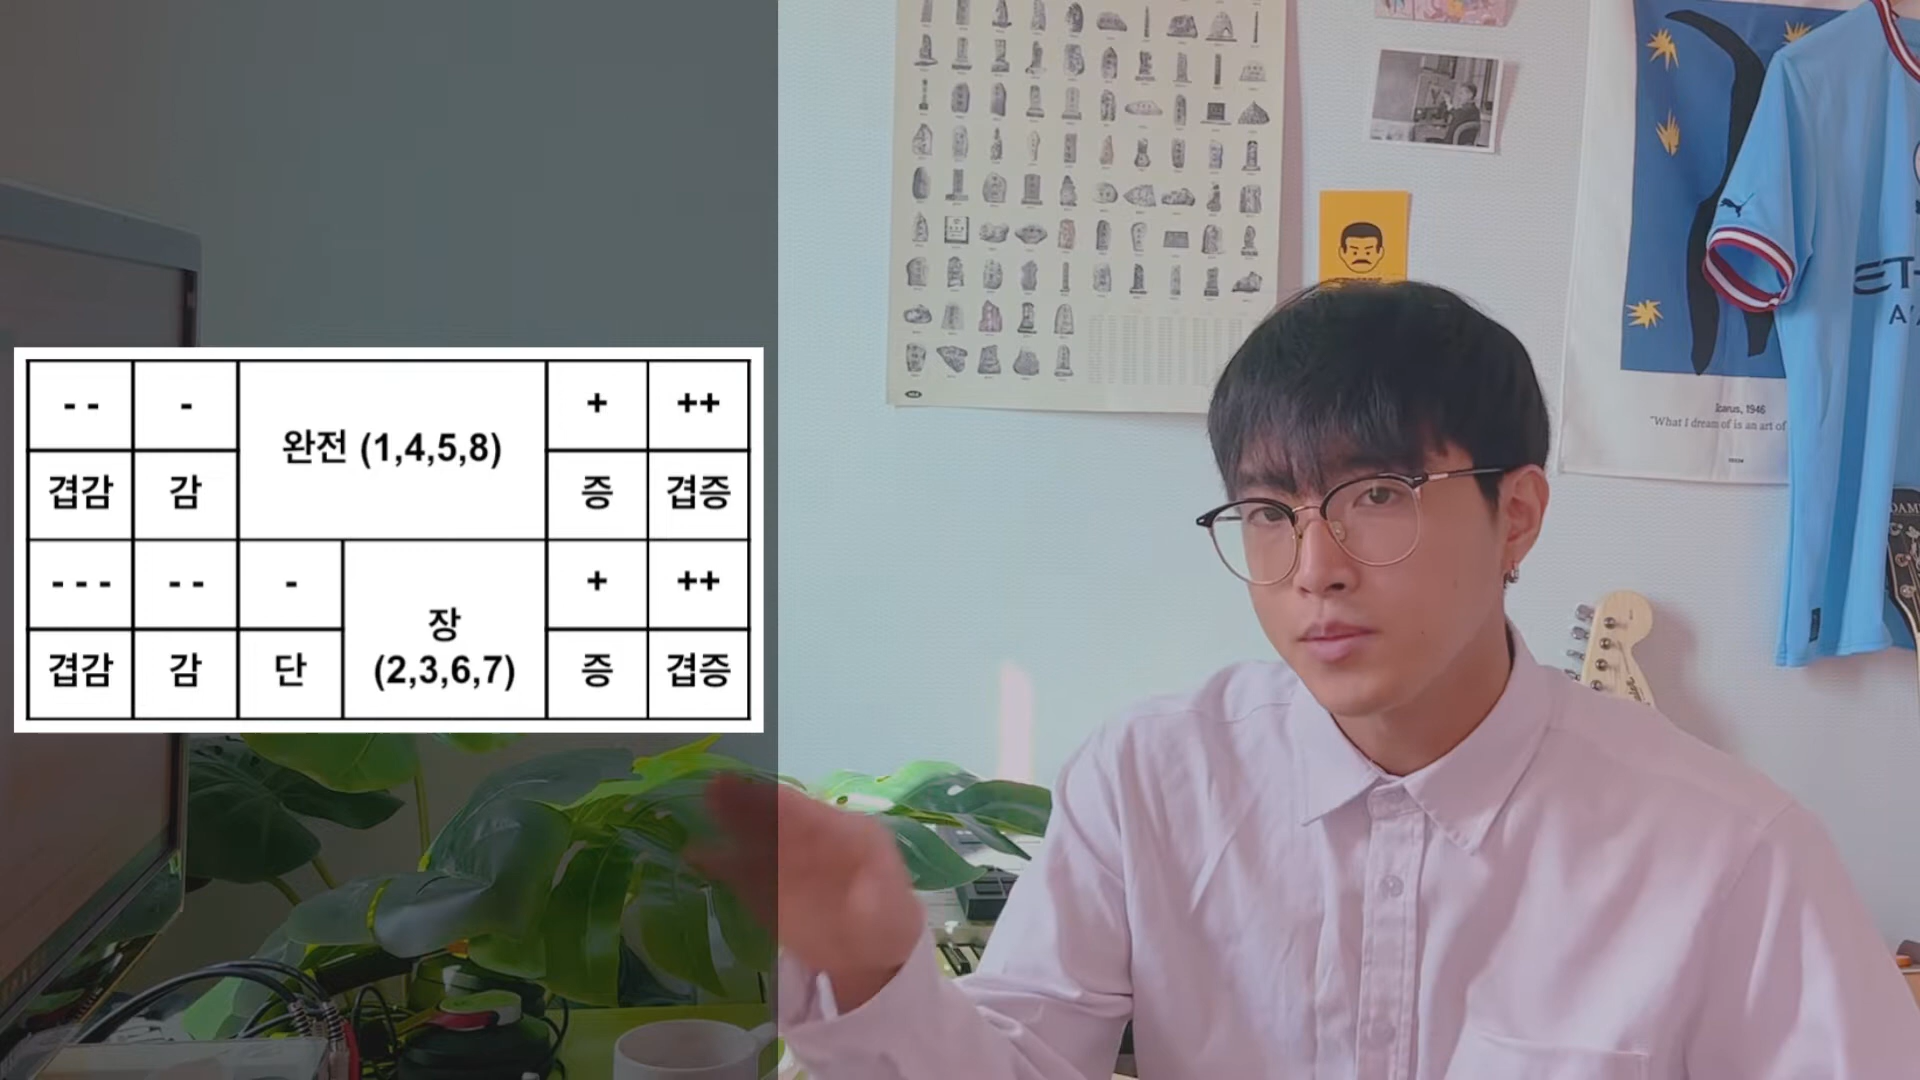 - - - 완전 (1,4,5,8) + ++
겹감 감 증 겹증
- - - - - - + ++
장
겹감 감 단 (2,3,6,7) 증 겹증
Icarus, 1946
"What I dream of is an art of